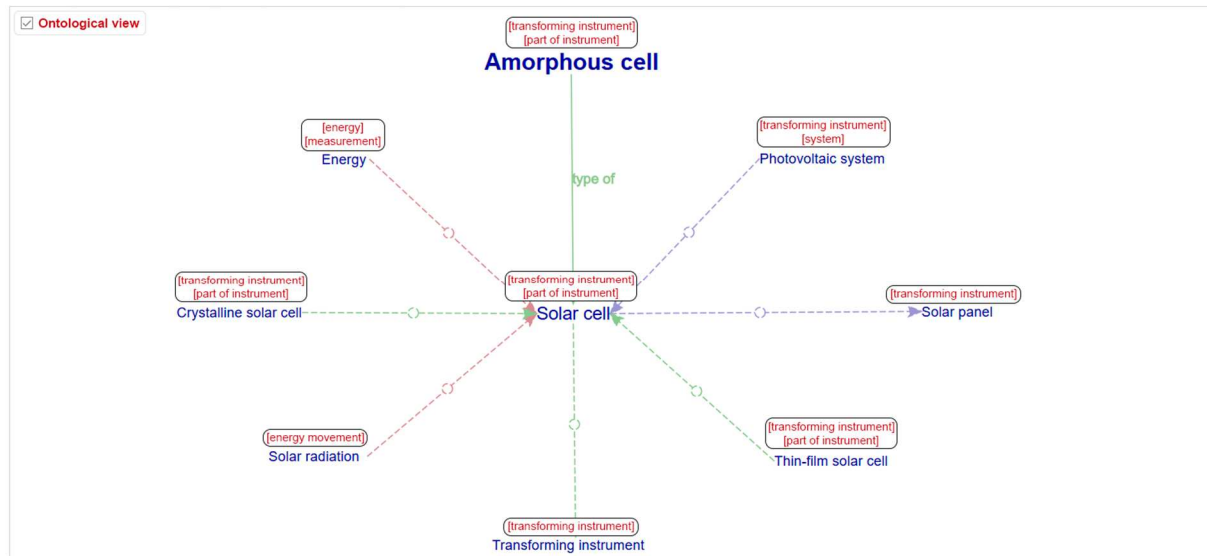 Ontological view
[transforming instrument]
[part of instrument]
Amorphous cell
[energy]
[measurement]
Energy
[transforming instrument]
[system]
Photovoltaic system
type of
[transforming instrument]
[part of instrument]
Crystalline solar cell
[transforming instrument]
[part of instrument]
Solar cell
[transforming instrument]
Solar panel
[energy movement]
Solar radiation
[transforming instrument]
[part of instrument]
Thin-film solar cell
[transforming instrument]
Transforming instrument